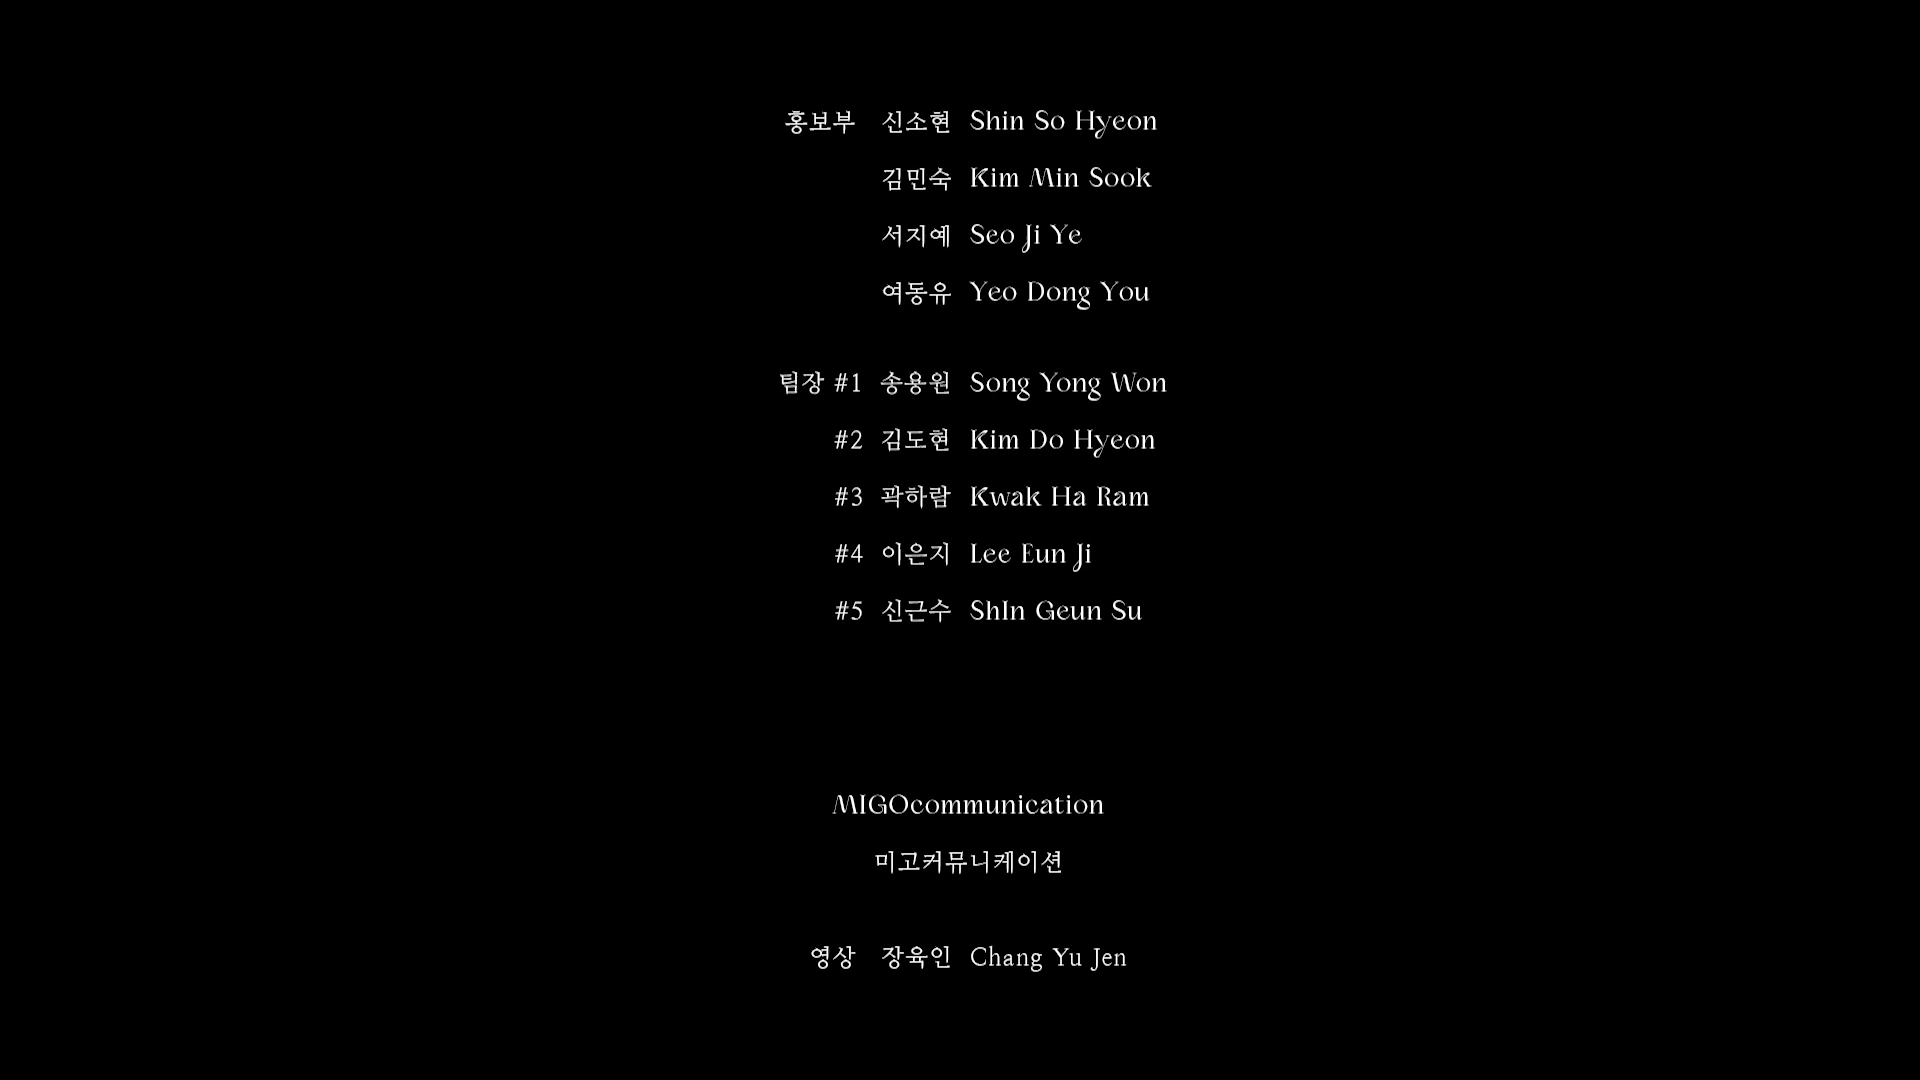 홍보부 신소현 Shin So Hyeon
김민숙 Kim Min Sook
서지예 Seo Ji Ye
여동유 Yeo Dong You
팀장 #1 송용원 Song Yong Won
#2 김도현 Kim Do Hyeon
#3 곽하람 Kwak Ha Ram
#4 이은지 Lee Eun Ji
#5 신근수 ShIn Geun Su
MIGOcommunication
미고커뮤니케이션
영상 장육인 Chang Yu Jen